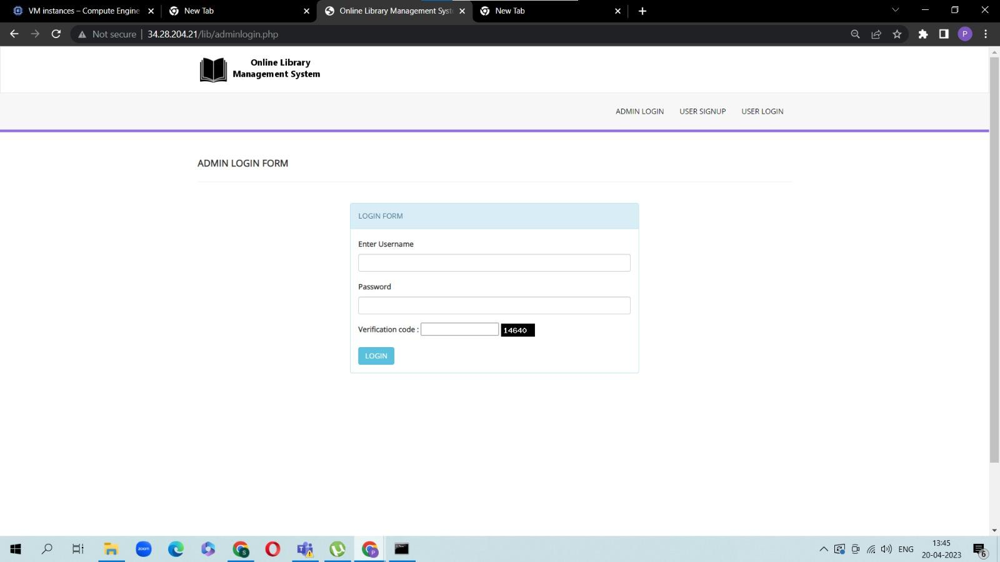 VM instances – Compute Engine
New Tab
Online Library Management Syst
New Tab
Not secure | 34.28.204.21/lib/adminlogin.php
P
Online Library
Management System
ADMIN LOGIN
USER SIGNUP
USER LOGIN
ADMIN LOGIN FORM
LOGIN FORM
Enter Username
Password
Verification code :
14640
LOGIN
zoom
S
T
P
ENG
13:45
20-04-2023
6